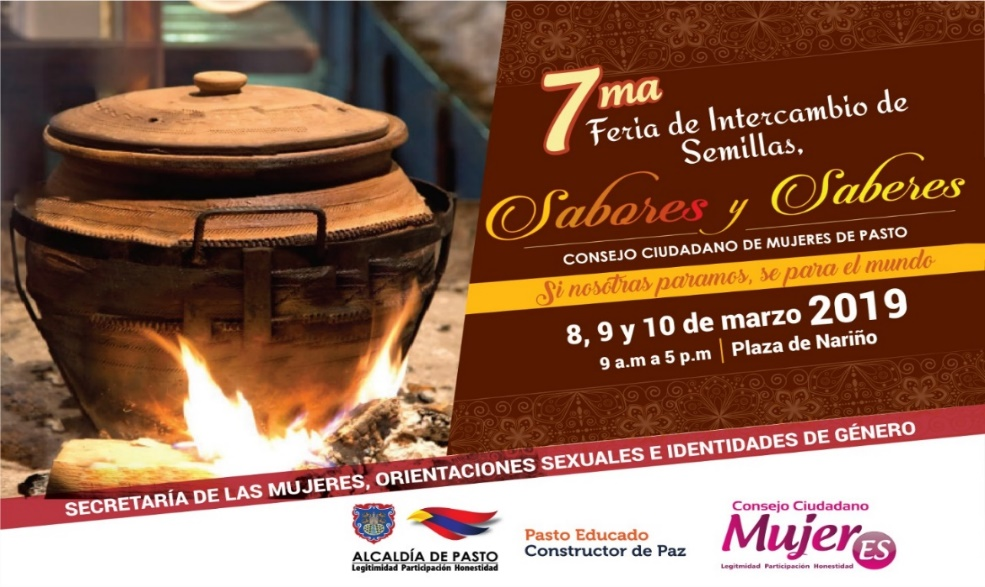 7ma
Feria de Intercambio de
Semillas,
Sabores y Saberes
CONSEJO CIUDADANO DE MUJERES DE PASTO
Si nosotras paramos, se para el mundo
8, 9 y 10 de marzo 2019
9 a.m a 5 p.m | Plaza de Nariño
SECRETARÍA DE LAS MUJERES, ORIENTACIONES SEXUALES E IDENTIDADES DE GÉNERO
ALCALDÍA DE PASTO
Legitimidad Participación Honestidad
Pasto Educado
Constructor de Paz
Consejo Ciudadano
MujerES
Legitimidad Participación Honestidad